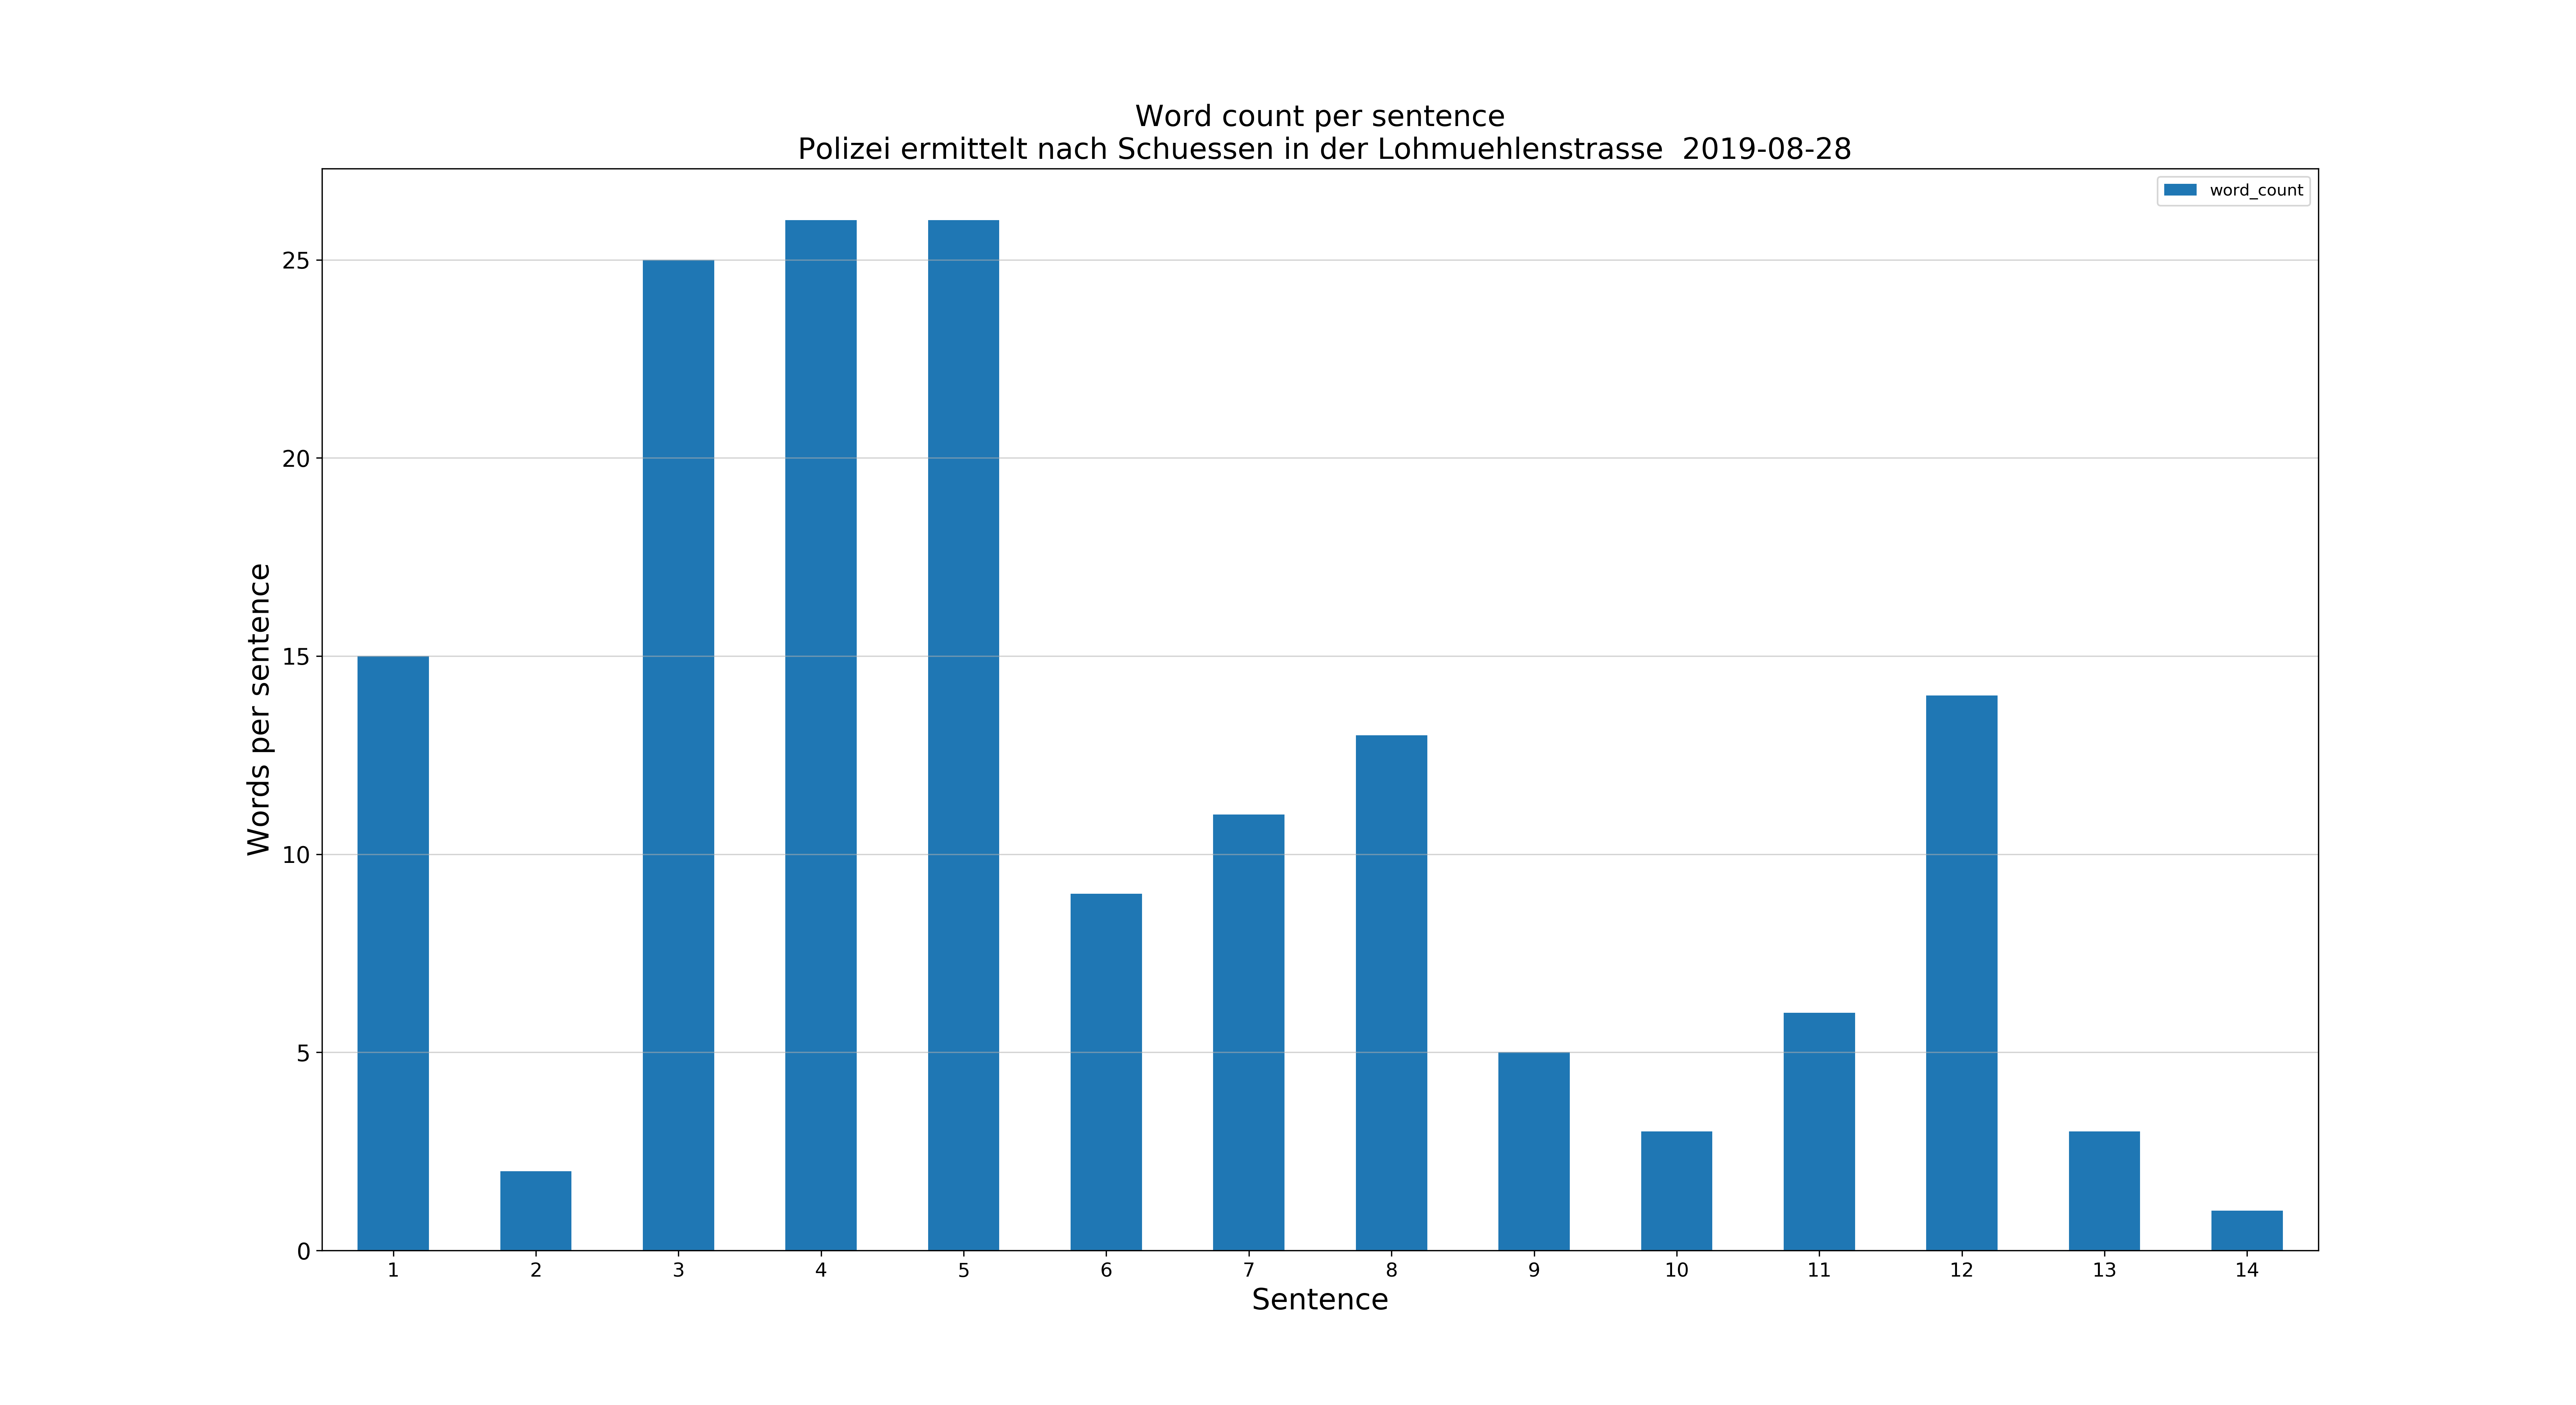 Word count per sentence
Polizei ermittelt nach Schuessen in der Lohmuehlenstrasse  2019-08-28
word_count
25
20
15
10
5
0
Words per sentence
1 2 3 4 5 6 7 8 9 10 11 12 13 14
Sentence